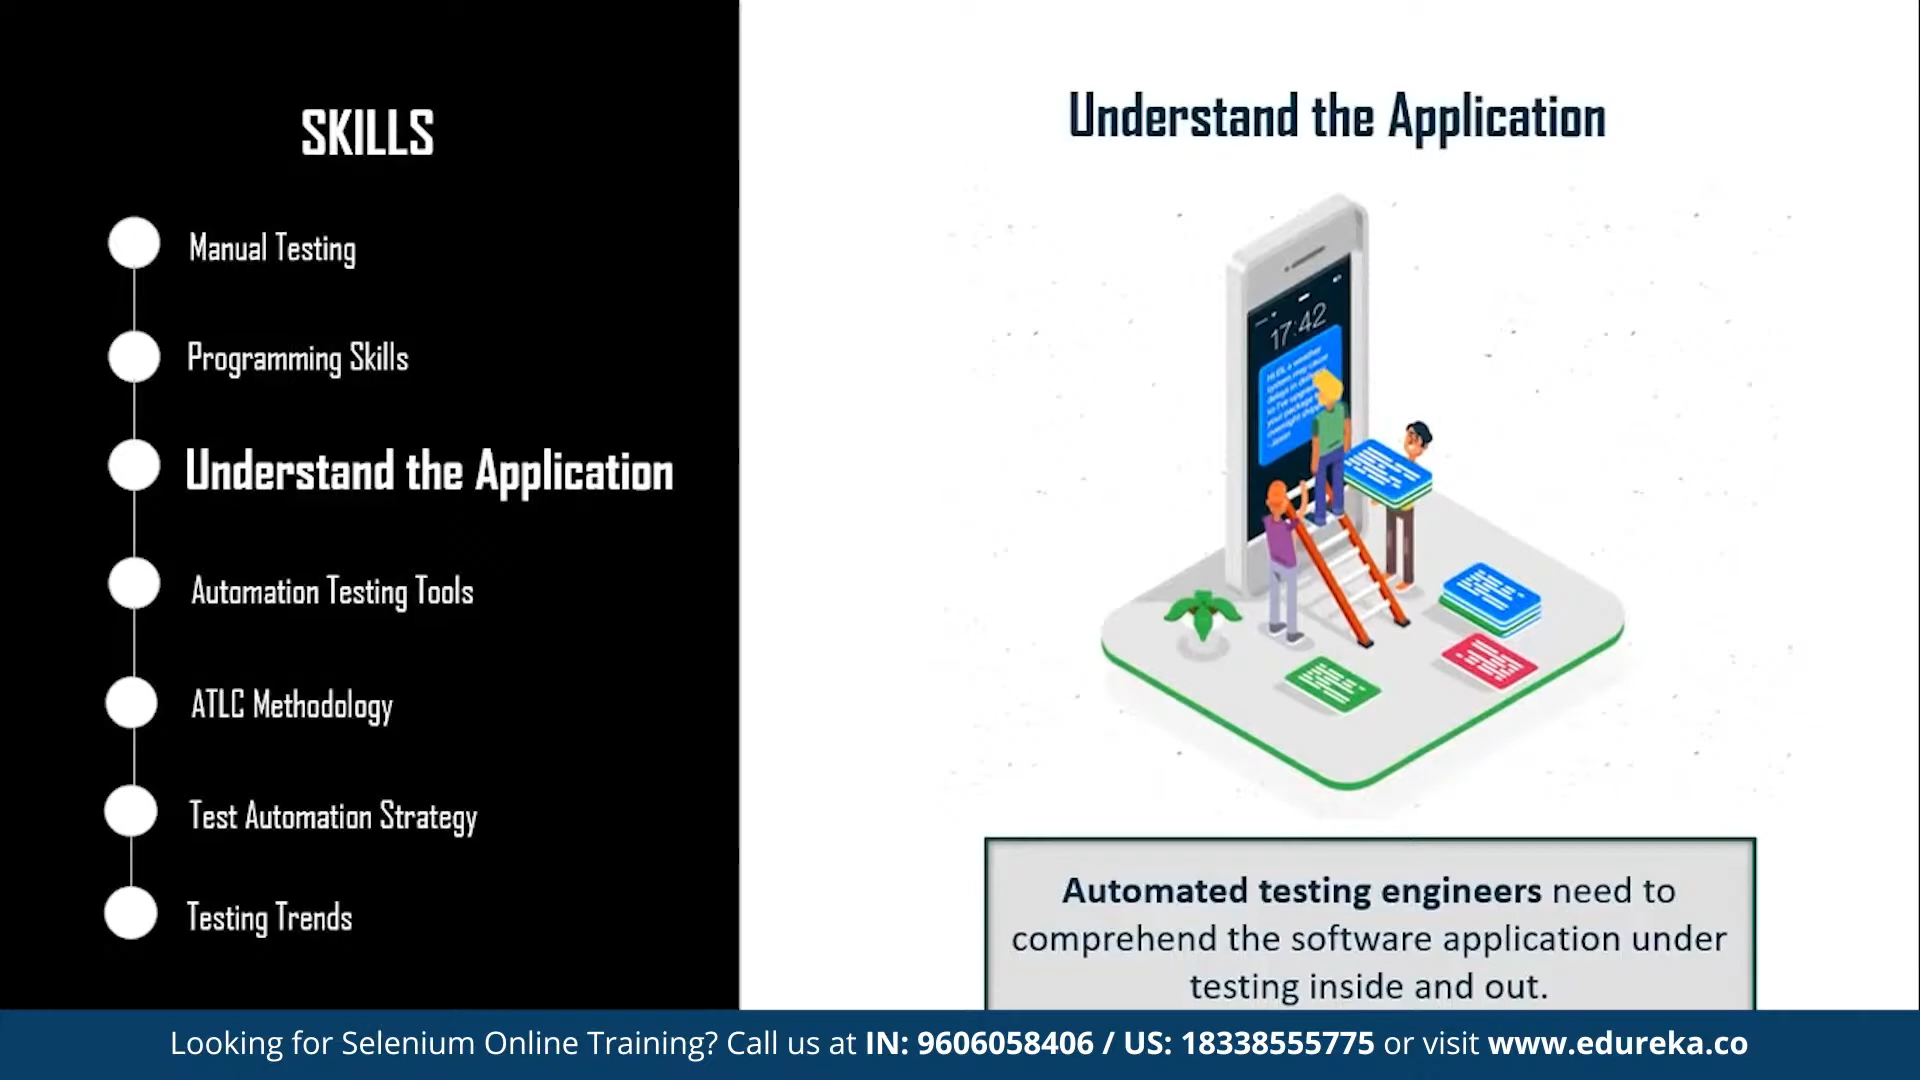 SKILLS
Manual Testing
Programming Skills
Understand the Application
Automation Testing Tools
ATLC Methodology
Test Automation Strategy
Testing Trends
Understand the Application
17:42
Automated testing engineers need to
comprehend the software application under
testing inside and out.
Looking for Selenium Online Training? Call us at IN: 9606058406 / US: 18338555775 or visit www.edureka.co